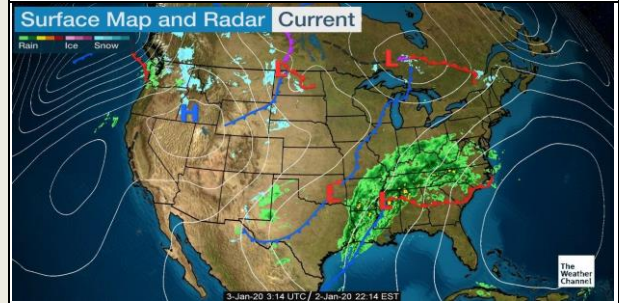 Surface Map and Radar Current
Rain Ice Snow
L
L
H
L
L
3-Jan-20 3:14 UTC/ 2-Jan-20 22:14 EST
The
Weather
Channel